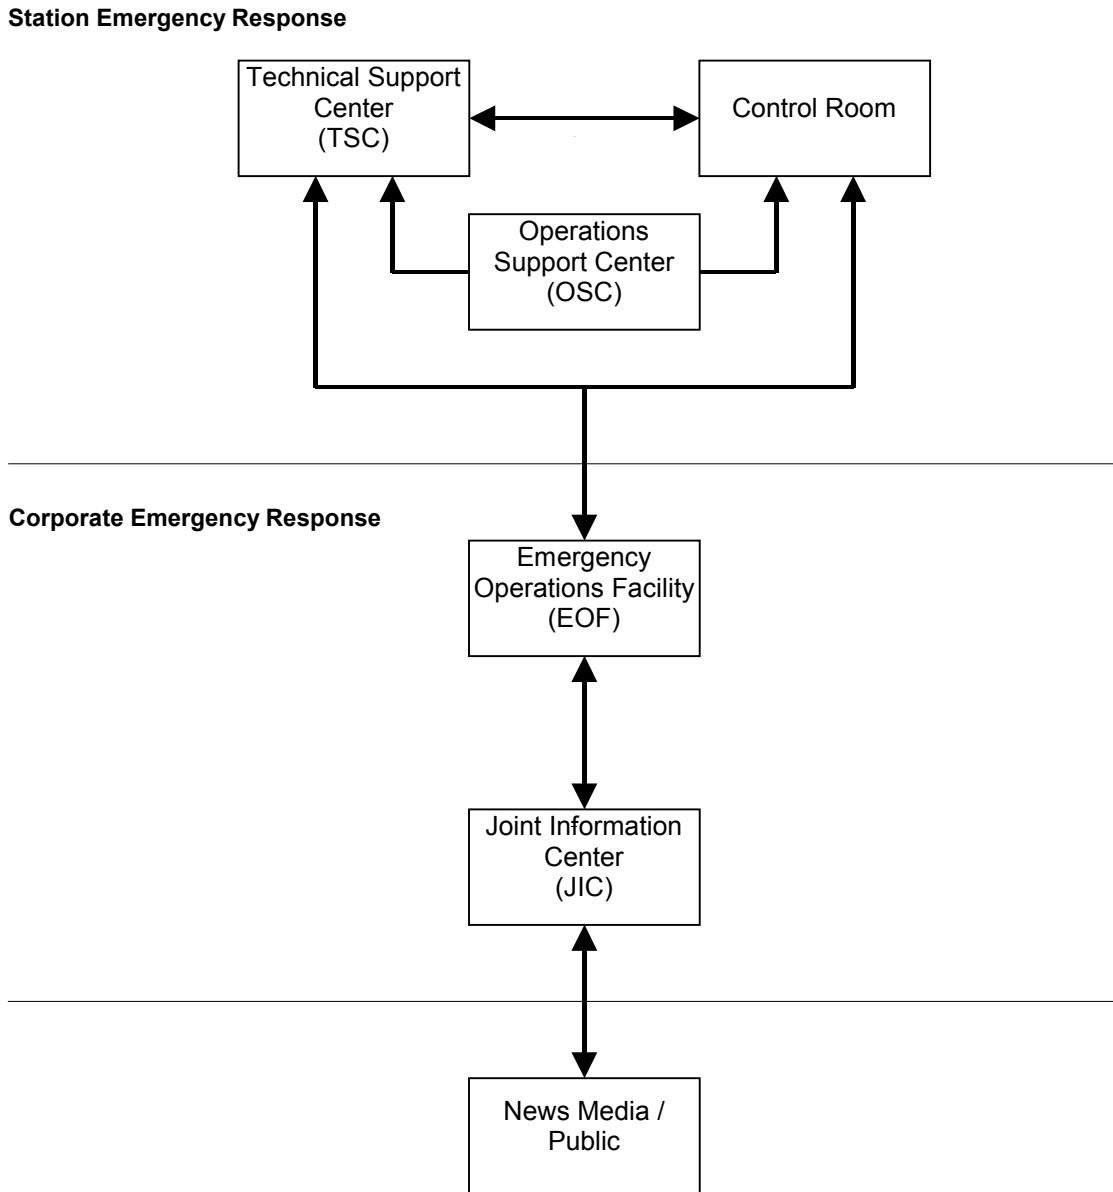 Station Emergency Response
Technical Support
Center
(TSC)
Control Room
Operations
Support Center
(OSC)
Corporate Emergency Response
Emergency
Operations Facility
(EOF)
Joint Information
Center
(JIC)
News Media /
Public